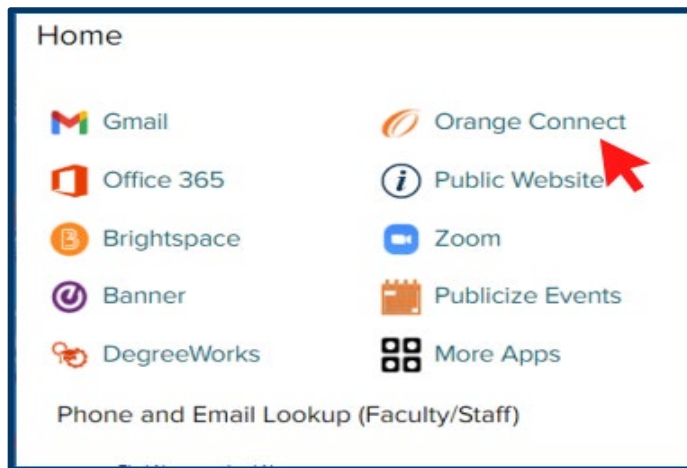 Home
Gmail
Orange Connect
Office 365
Public Website
Brightspace
Zoom
Banner
Publicize Events
DegreeWorks
More Apps
Phone and Email Lookup (Faculty/Staff)